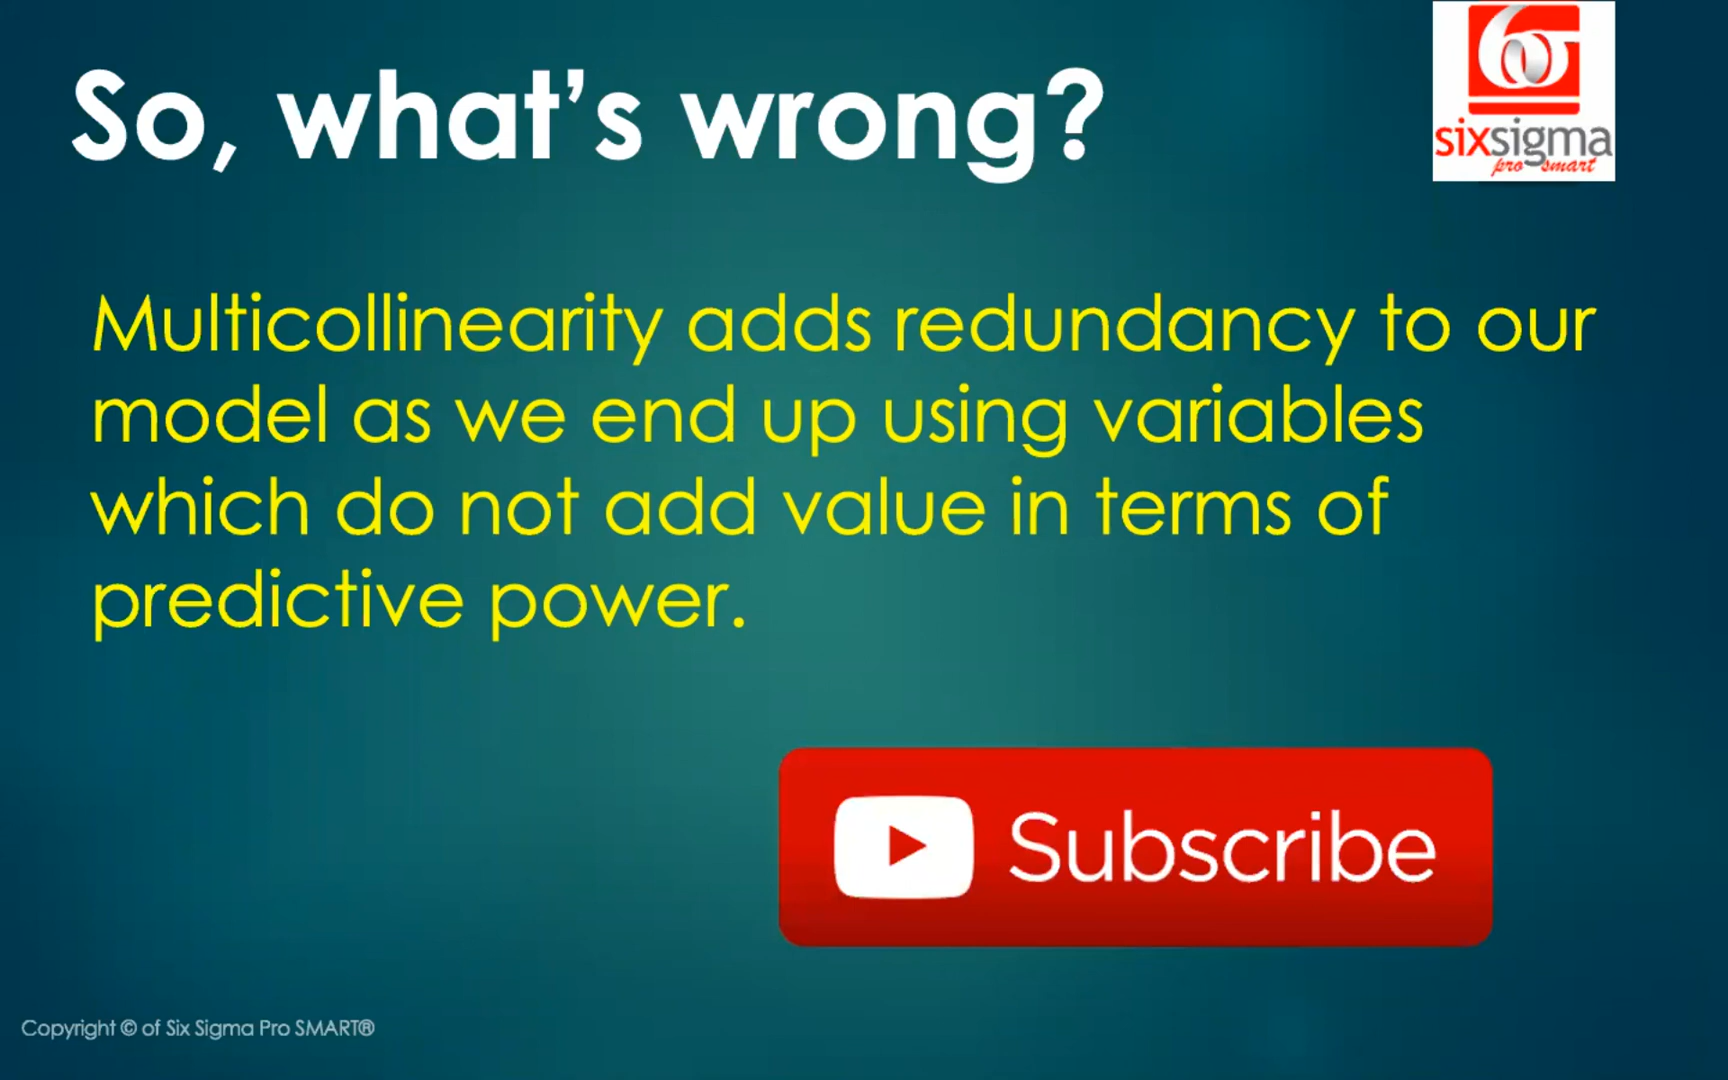 So, what's wrong?
6σ
sixsigma
pro smart
Multicollinearity adds redundancy to our
model as we end up using variables
which do not add value in terms of
predictive power.
Subscribe
Copyright © of Six Sigma Pro SMART®